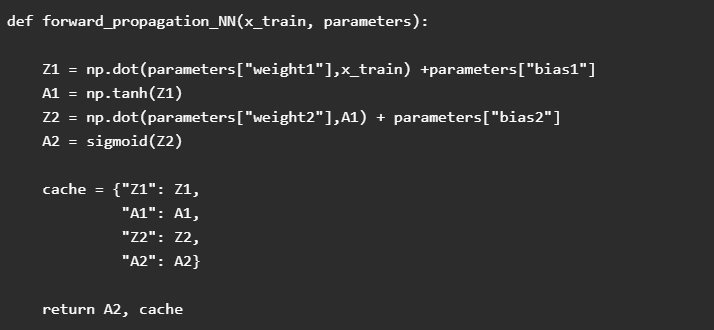 def forward_propagation_NN(x_train, parameters):
    Z1 = np.dot(parameters["weight1"],x_train) +parameters["bias1"]
    A1 = np.tanh(Z1)
    Z2 = np.dot(parameters["weight2"],A1) + parameters["bias2"]
    A2 = sigmoid(Z2)
    cache = {"Z1": Z1,
             "A1": A1,
             "Z2": Z2,
             "A2": A2}
    return A2, cache